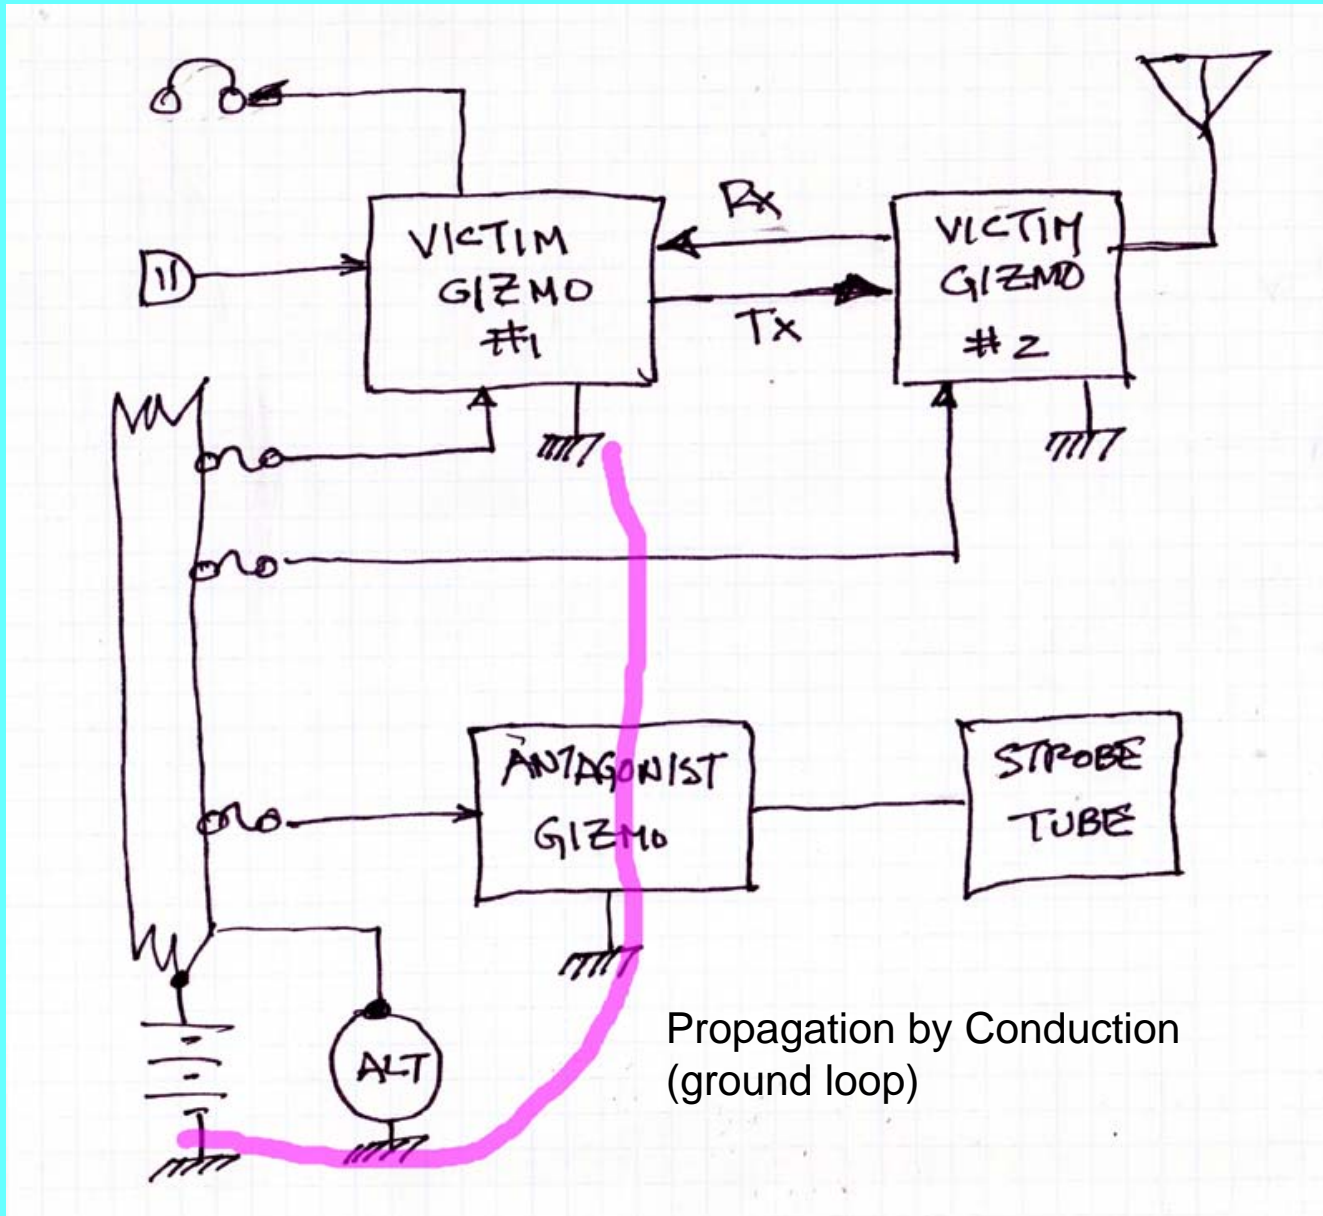 Rx
VICTIM
GIZMO
#1
VICTIM
GIZMO
#2
Tx
ANTAGONIST
GIZMO
STROBE
TUBE
ALT
Propagation by Conduction
(ground loop)